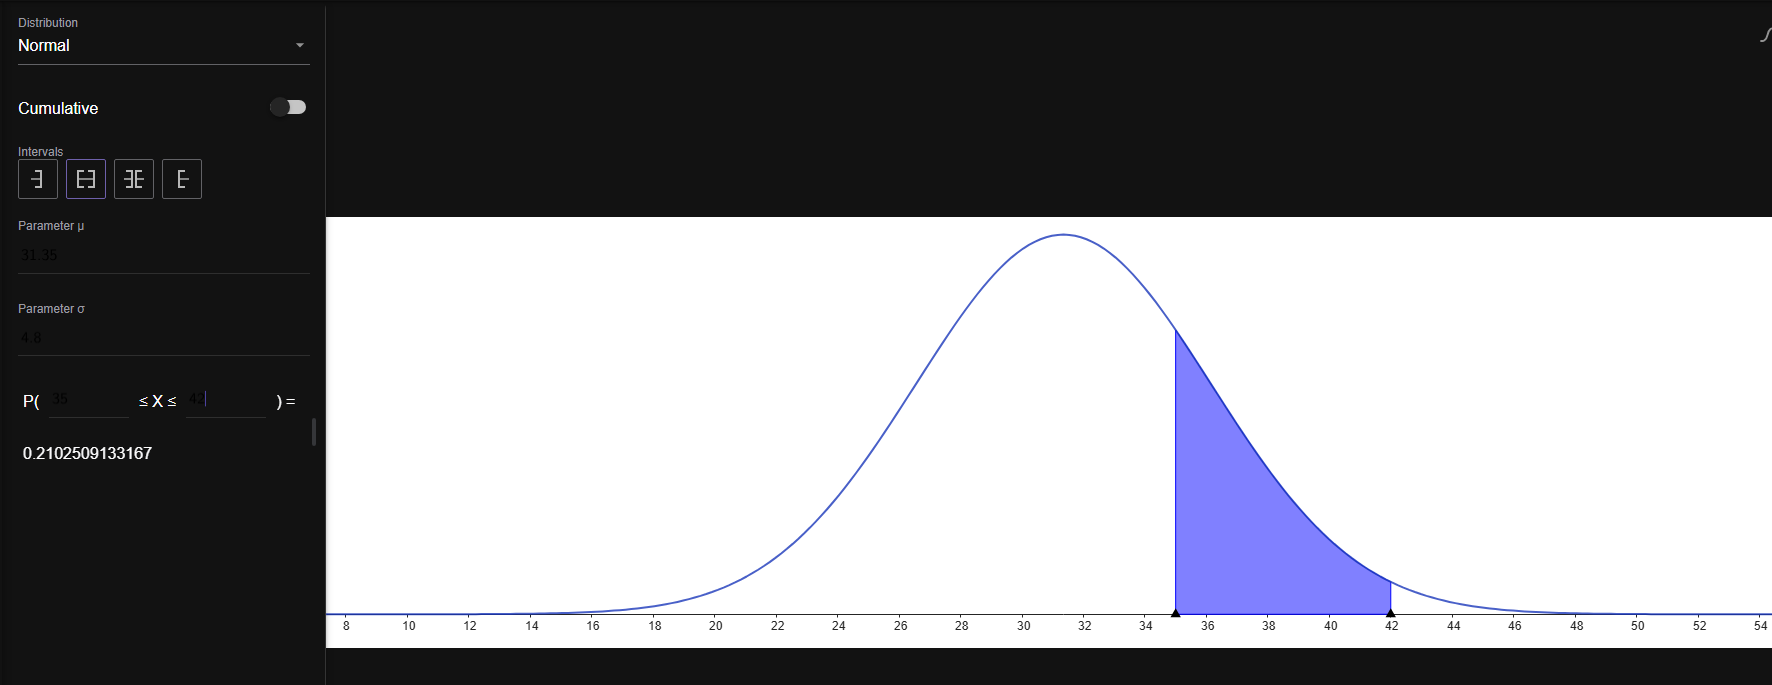 Distribution
Normal
Cumulative
Intervals
Parameter μ
31.35
Parameter σ
4.8
P( 35 ≤ X ≤ 42 ) =
0.2102509133167
8 10 12 14 16 18 20 22 24 26 28 30 32 34 36 38 40 42 44 46 48 50 52 54